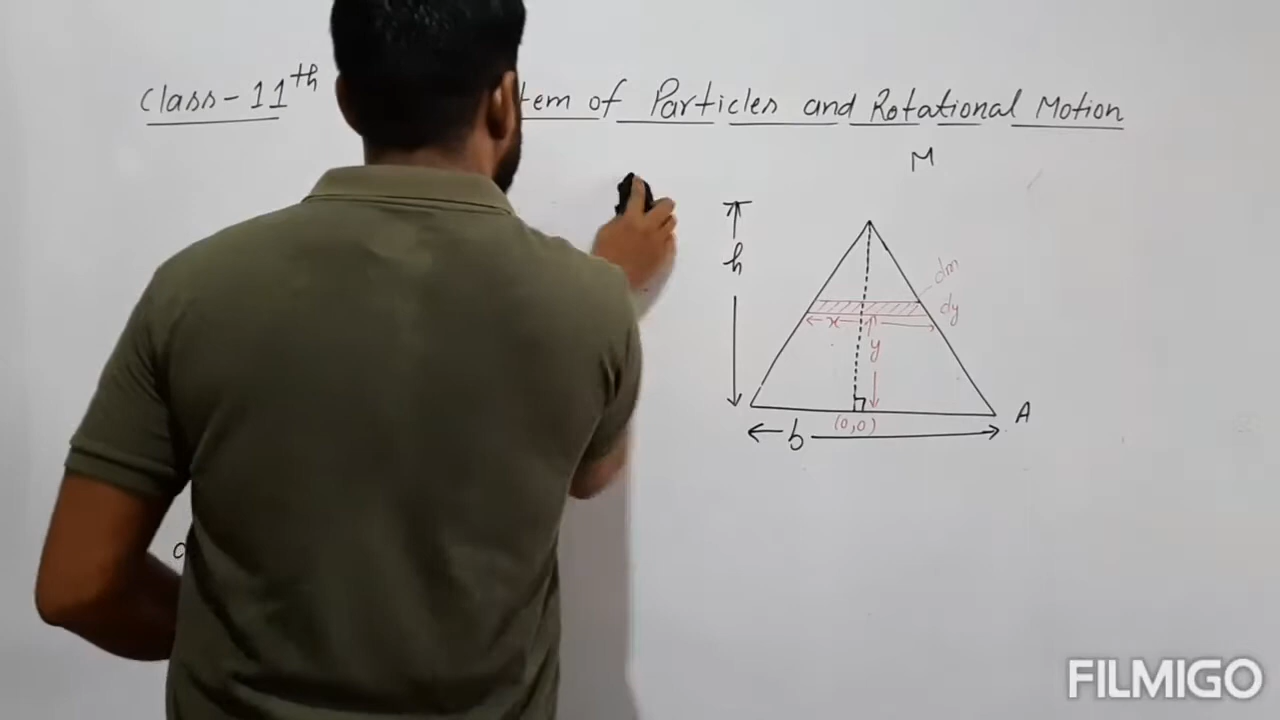 Class-11th tem of Particles and Rotational Motion
M
h
dm
dy
x
y
A
(0,0)
b
FILMIGO